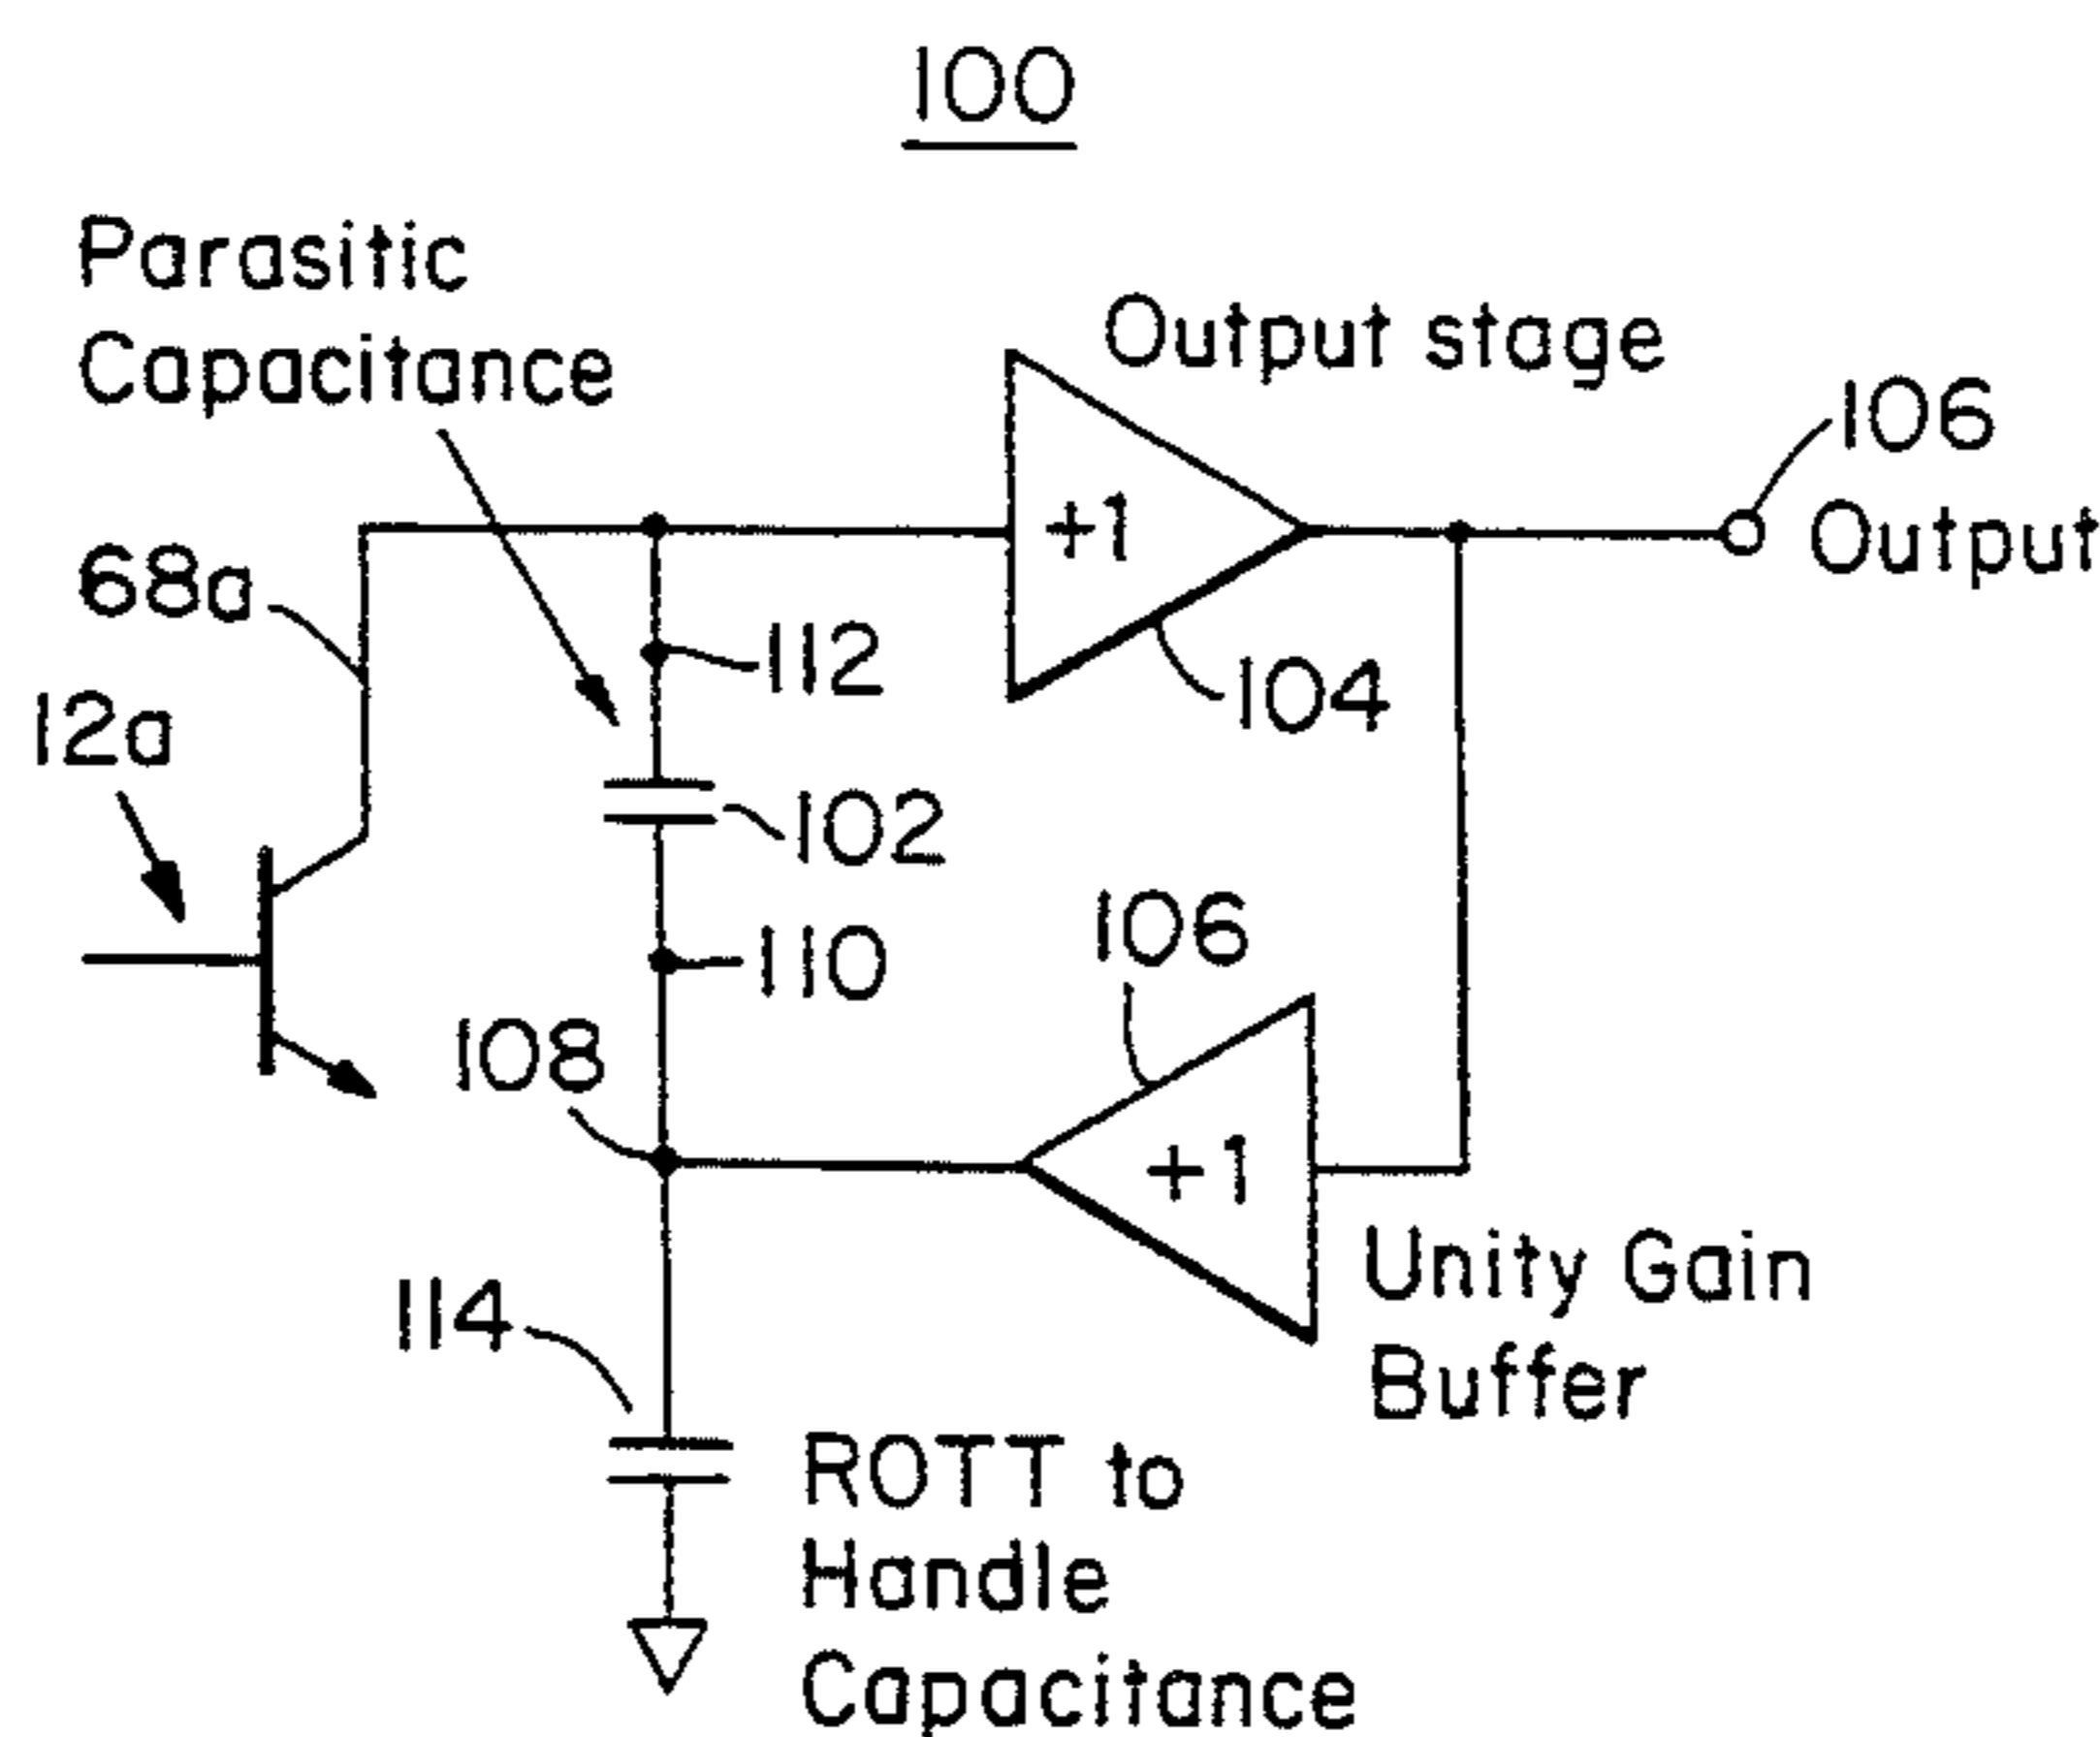 100
Parasitic
Capacitance
Output stage
106
Output
+1
68a
112
104
12a
102
106
110
108
+1
Unity Gain
Buffer
114
ROTT to
Handle
Capacitance